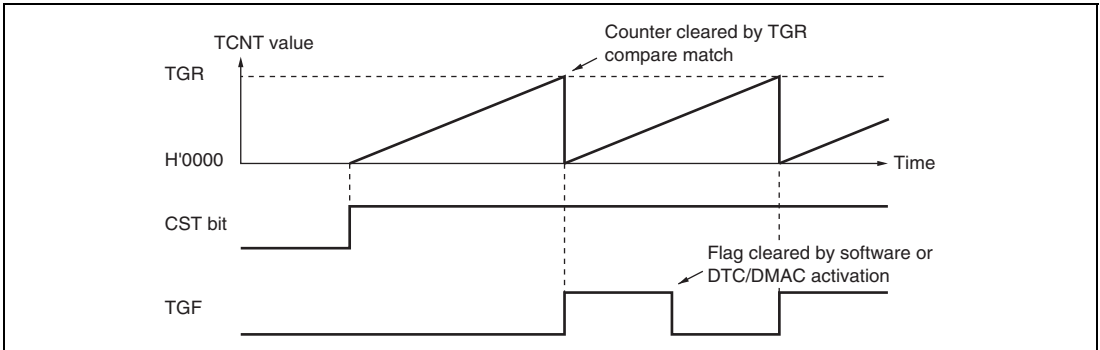 Counter cleared by TGR
compare match
TCNT value
TGR
H'0000
Time
CST bit
Flag cleared by software or
DTC/DMAC activation
TGF